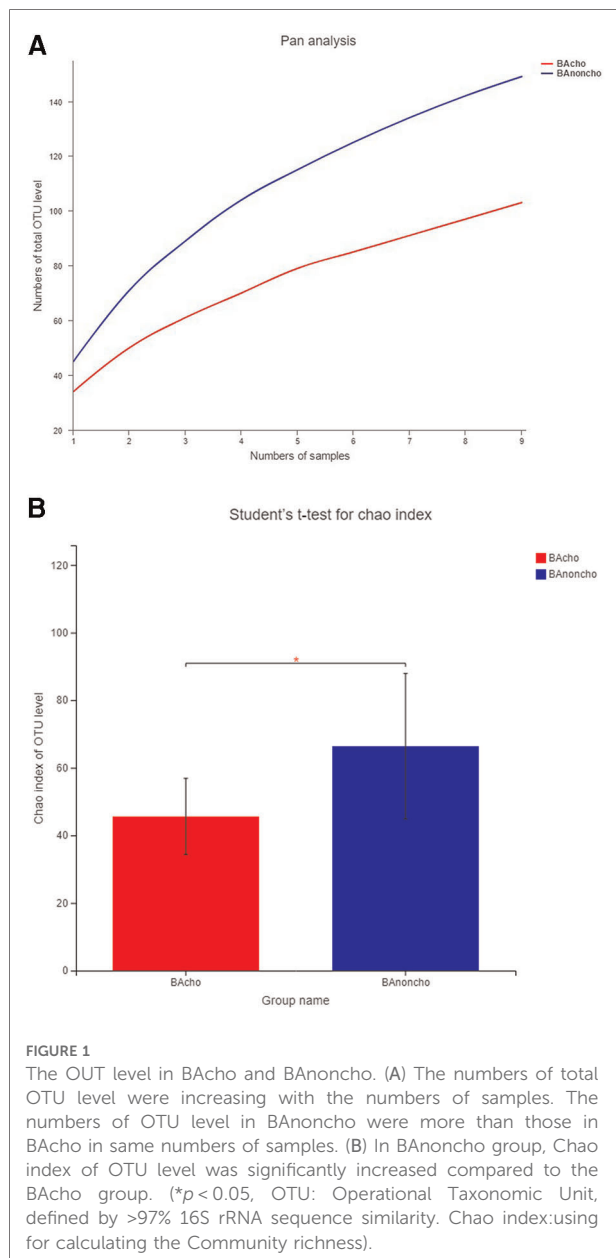 A
Pan analysis
BAcho
BAnoncho
Numbers of total OTU level
140
120
100
80
60
40
20
1 2 3 4 5 6 7 8 9
Numbers of samples
B
Student's t-test for chao index
BAcho
BAnoncho
Chao index of OTU level
120
100
80
60
40
20
0
*
BAcho BAnoncho
Group name
FIGURE 1
The OUT level in BAcho and BAnoncho. (A) The numbers of total
OTU level were increasing with the numbers of samples. The
numbers of OTU level in BAnoncho were more than those in
BAcho in same numbers of samples. (B) In BAnoncho group, Chao
index of OTU level was significantly increased compared to the
BAcho group. (*p < 0.05, OTU: Operational Taxonomic Unit,
defined by >97% 16S rRNA sequence similarity. Chao index:using
for calculating the Community richness).